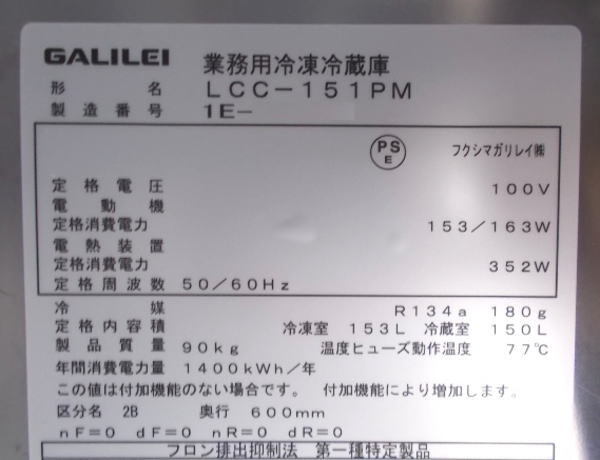 GALILEI 業務用冷凍冷蔵庫
形名 LCC-151PM
製造番号 1E-
PS E フクシマガリレイ㈱
定格電圧 100V
電動機
定格消費電力 153/163W
電熱装置
定格消費電力 352W
定格周波数 50/60Hz
冷媒 R134a 180g
定格内容積 冷凍室 153L 冷蔵室 150L
製品質量 90kg 温度ヒューズ動作温度 77℃
年間消費電力量 1400kWh/年
この値は付加機能のない場合です。 付加機能により増加します。
区分名 2B 奥行 600mm
nF=0 dF=0 nR=0 dR=0
フロン排出抑制法 第一種特定製品